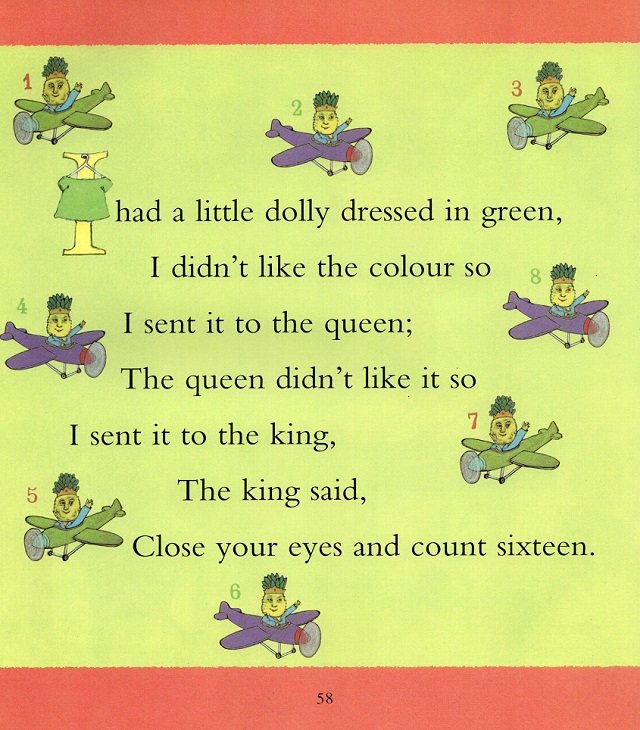 1
2
3
I had a little dolly dressed in green,
I didn't like the colour so
8
4
I sent it to the queen;
The queen didn't like it so
7
I sent it to the king,
5
The king said,
Close your eyes and count sixteen.
6
58